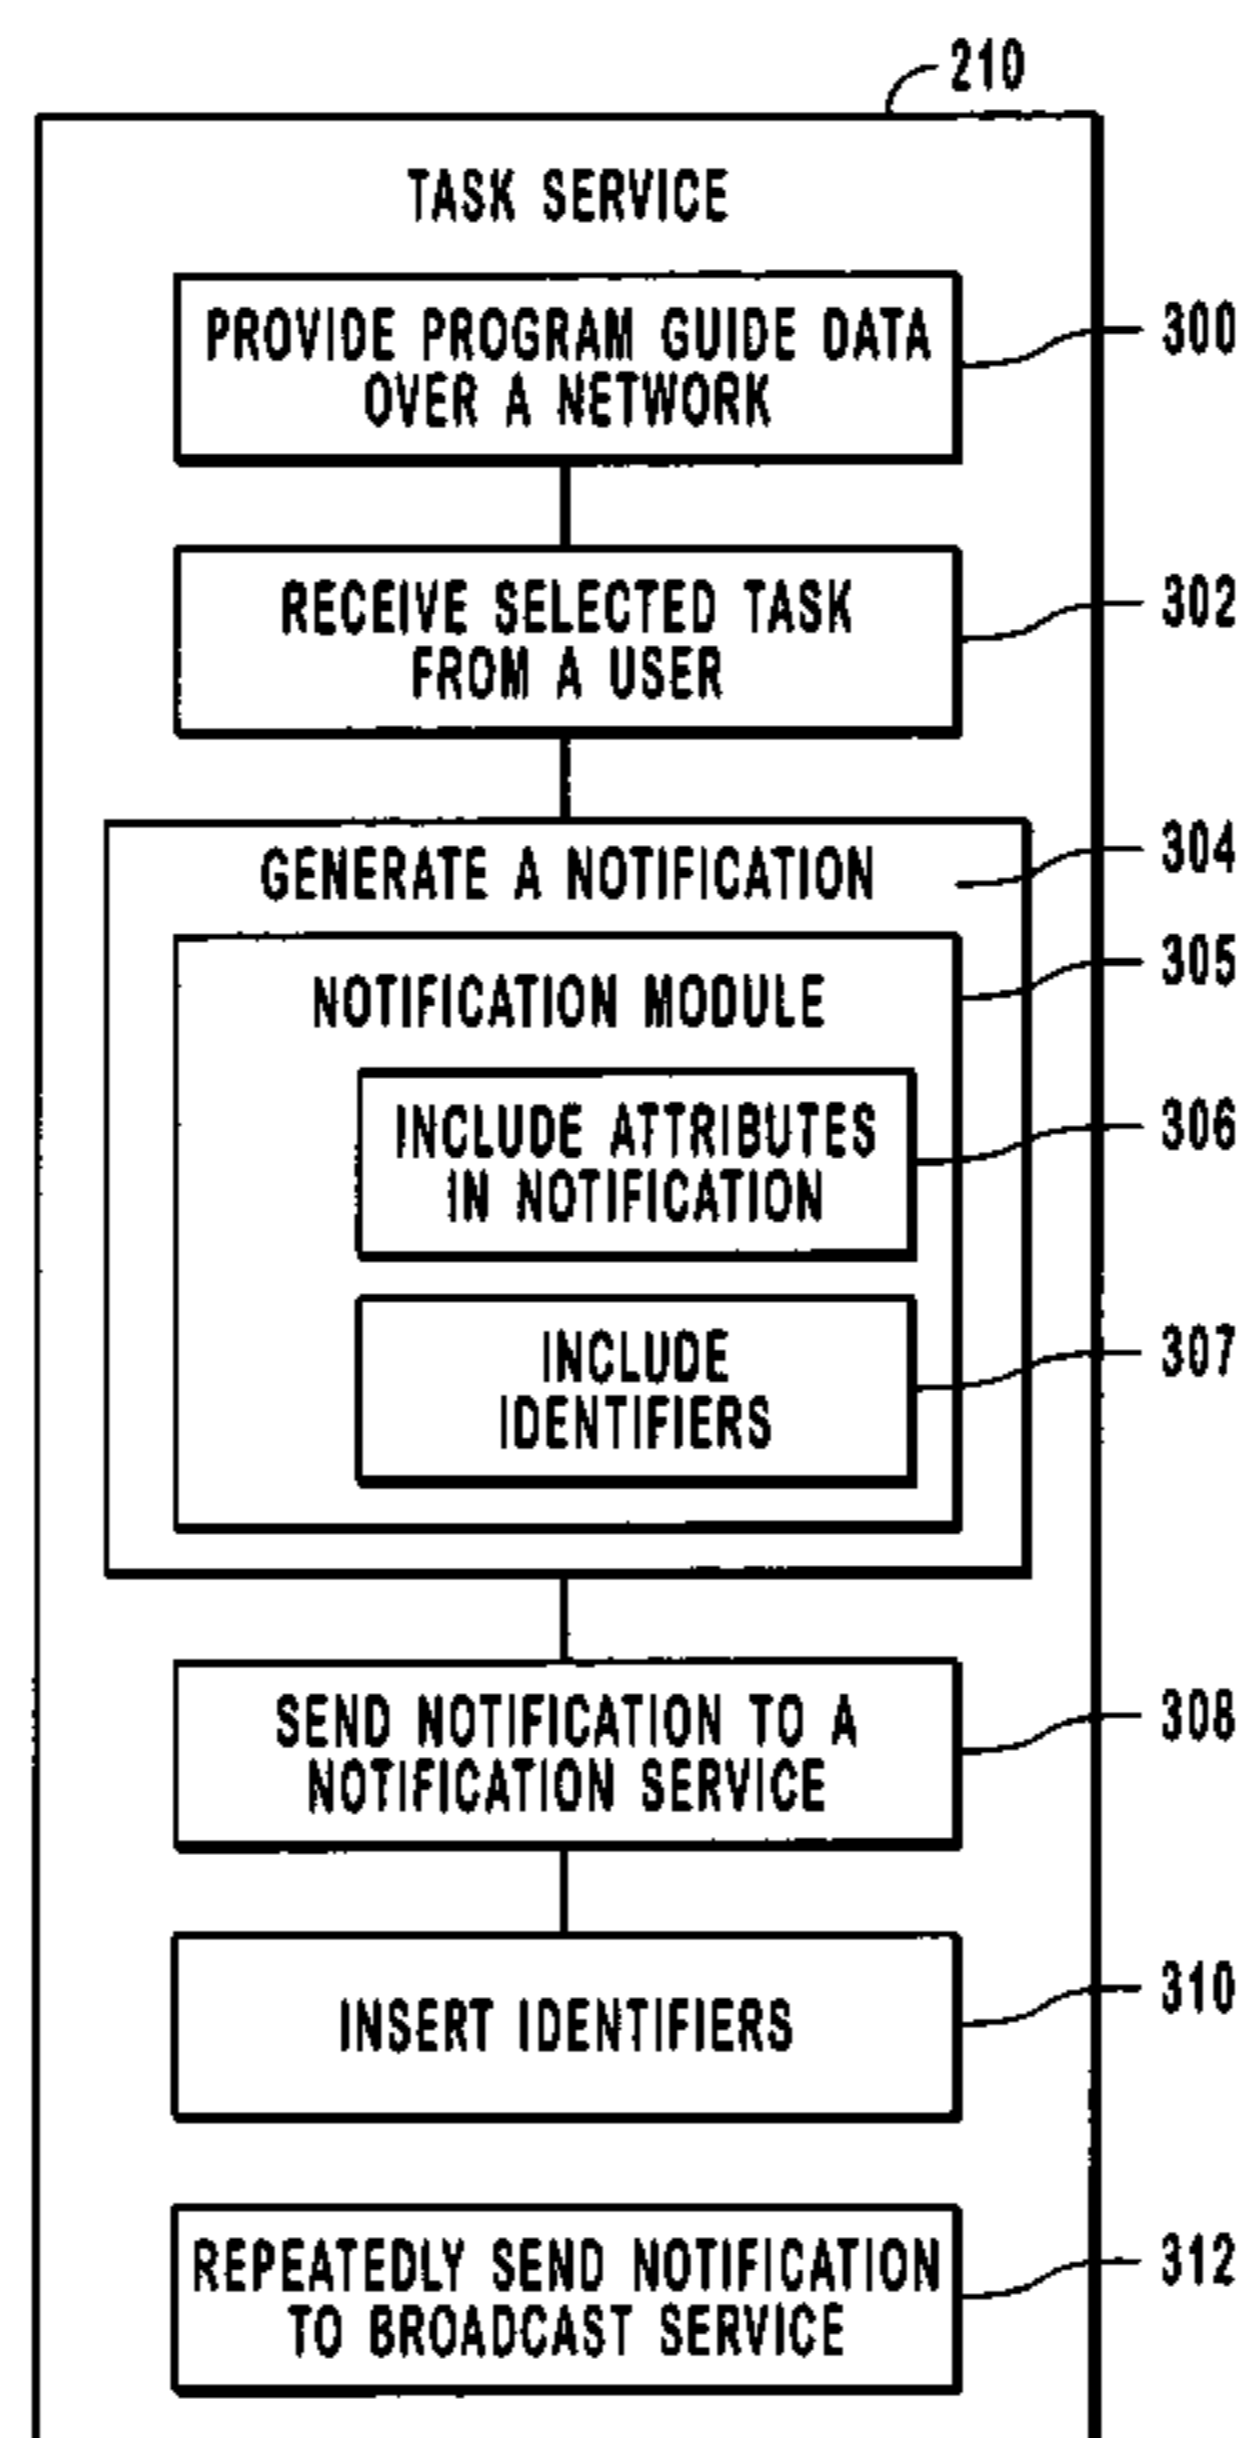 210
TASK SERVICE
PROVIDE PROGRAM GUIDE DATA
OVER A NETWORK
300
RECEIVE SELECTED TASK
FROM A USER
302
GENERATE A NOTIFICATION
304
NOTIFICATION MODULE
305
INCLUDE ATTRIBUTES
IN NOTIFICATION
306
INCLUDE
IDENTIFIERS
307
SEND NOTIFICATION TO A
NOTIFICATION SERVICE
308
INSERT IDENTIFIERS
310
REPEATEDLY SEND NOTIFICATION
TO BROADCAST SERVICE
312